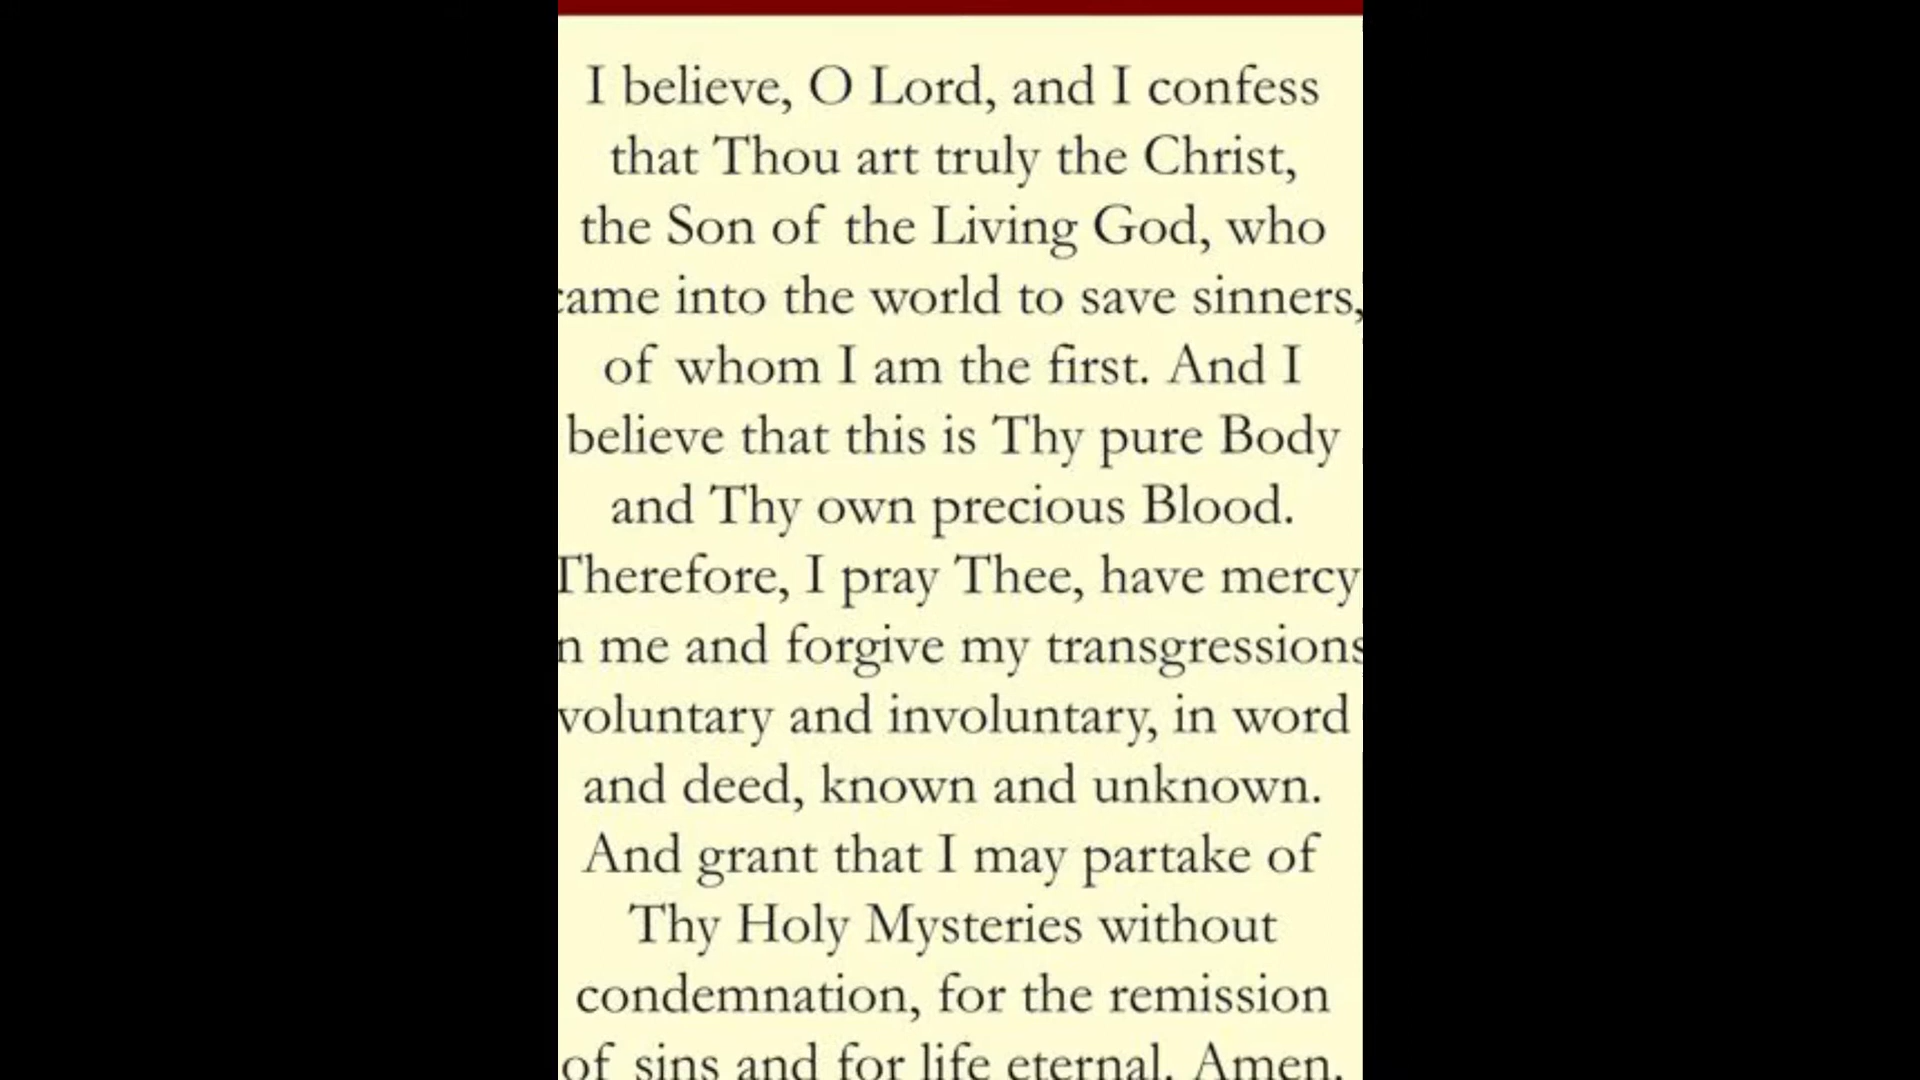 I believe, O Lord, and I confess
that Thou art truly the Christ,
the Son of the Living God, who
came into the world to save sinners,
of whom I am the first. And I
believe that this is Thy pure Body
and Thy own precious Blood.
Therefore, I pray Thee, have mercy
n me and forgive my transgressions
voluntary and involuntary, in word
and deed, known and unknown.
And grant that I may partake of
Thy Holy Mysteries without
condemnation, for the remission
of sins and for life eternal. Amen.